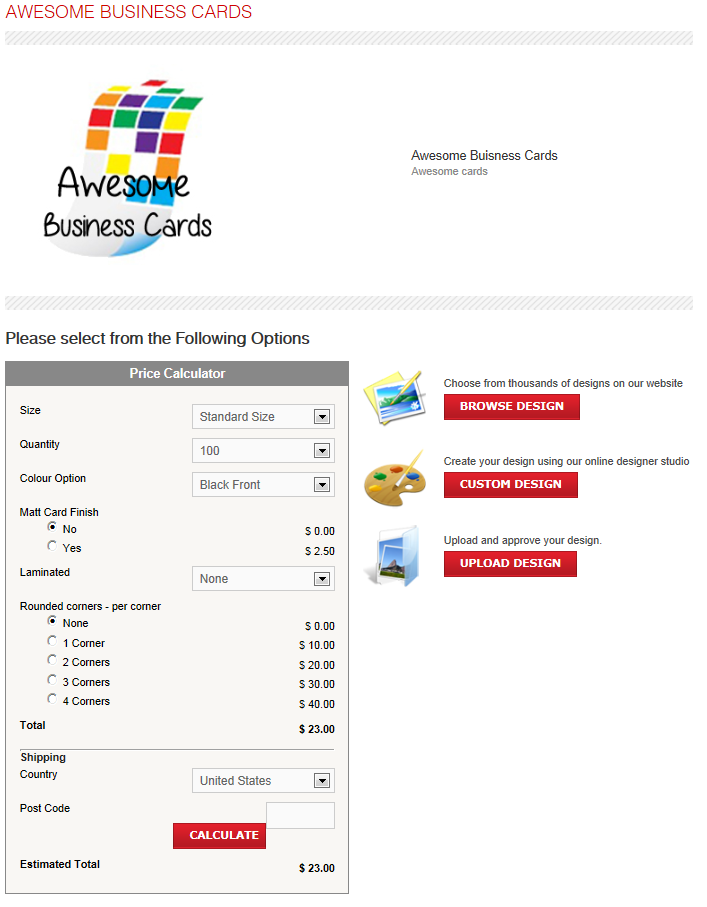 AWESOME BUSINESS CARDS
Awesome
Business Cards
Awesome Buisness Cards
Awesome cards
Please select from the Following Options
Price Calculator
Size Standard Size
Quantity 100
Colour Option Black Front
Matt Card Finish
No $ 0.00
Yes $ 2.50
Laminated None
Rounded corners - per corner
None $ 0.00
1 Corner $ 10.00
2 Corners $ 20.00
3 Corners $ 30.00
4 Corners $ 40.00
Total $ 23.00
Shipping
Country United States
Post Code
CALCULATE
Estimated Total $ 23.00
Choose from thousands of designs on our website
BROWSE DESIGN
Create your design using our online designer studio
CUSTOM DESIGN
Upload and approve your design.
UPLOAD DESIGN